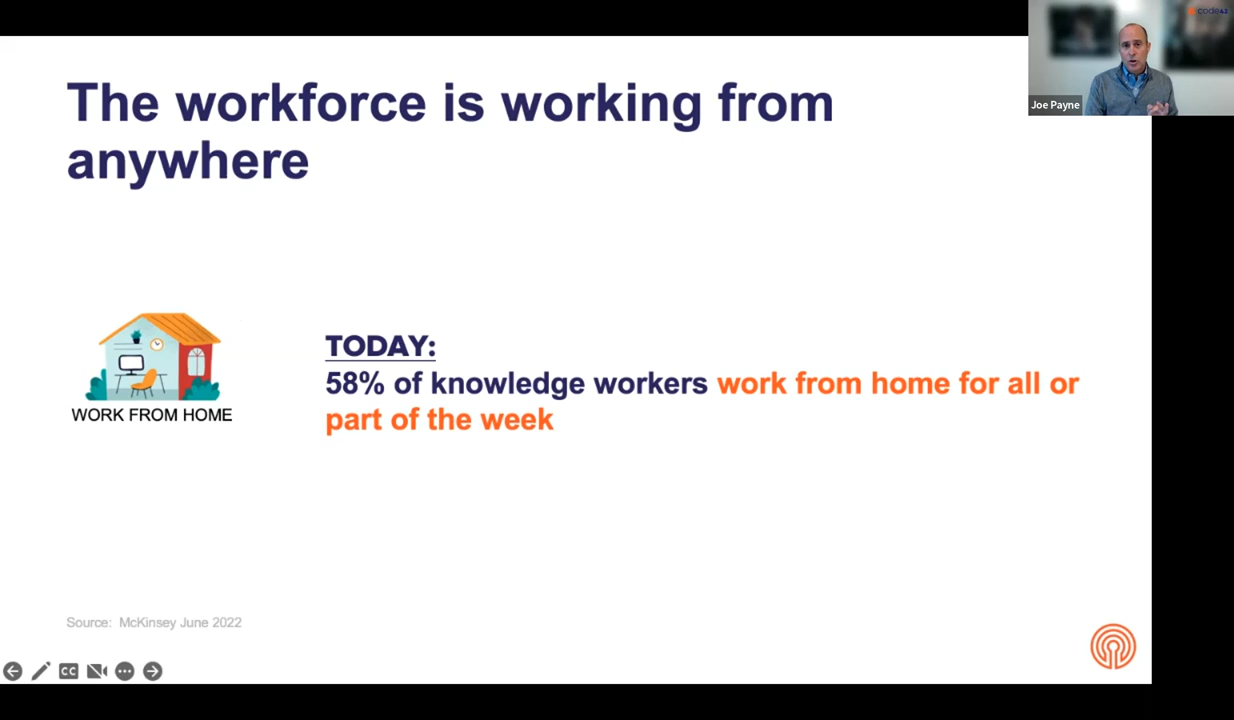 code42
Joe Payne
The workforce is working from
anywhere
WORK FROM HOME
TODAY:
58% of knowledge workers work from home for all or
part of the week
Source: McKinsey June 2022
CC